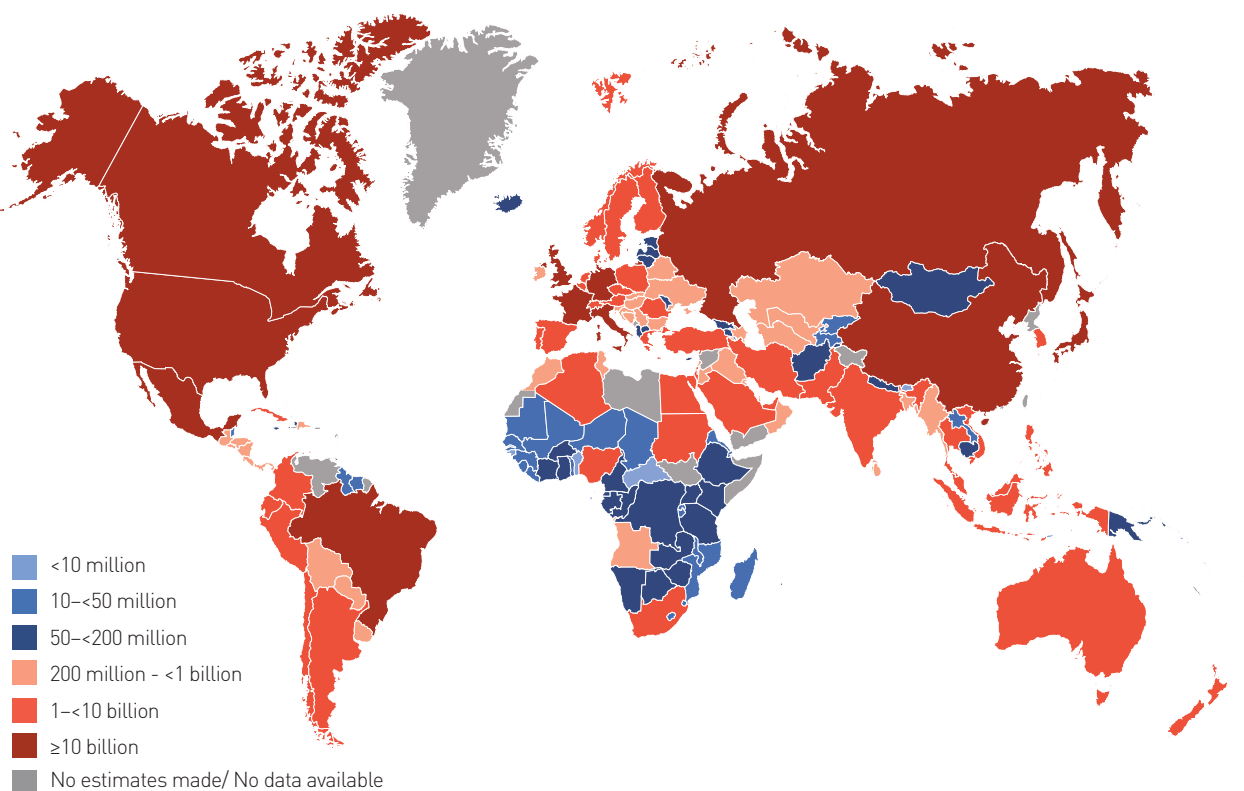 <10 million
10–<50 million
50–<200 million
200 million - <1 billion
1–<10 billion
≥10 billion
No estimates made/ No data available